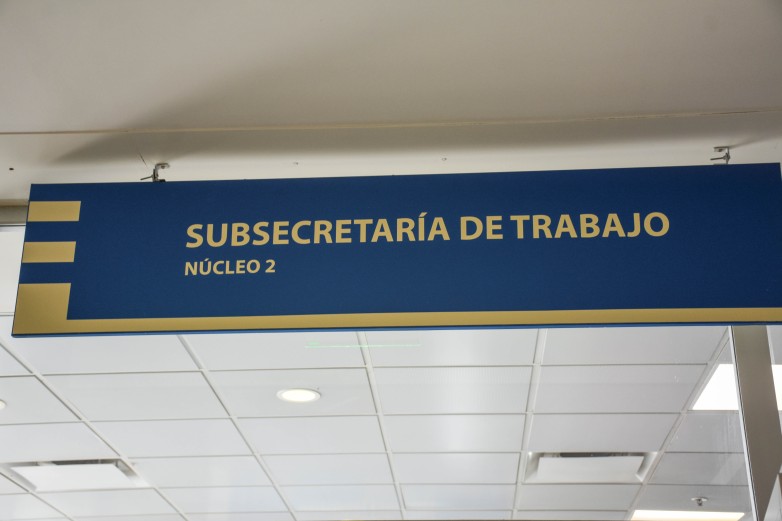 SUBSECRETARÍA DE TRABAJO
NÚCLEO 2